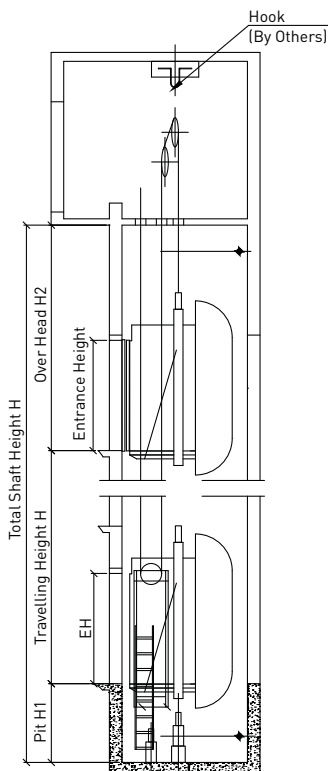 Hook
(By Others)
Over Head H2
Entrance Height
Total Shaft Height H
Travelling Height H
EH
Pit H1